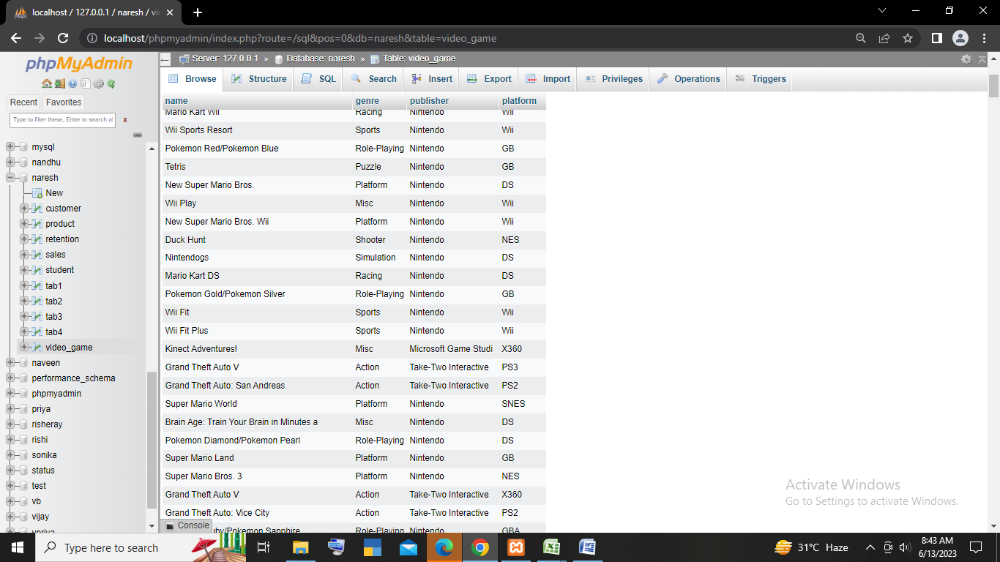 localhost / 127.0.0.1 / naresh / vi
localhost/phpmyadmin/index.php?route=/sql&pos=0&db=naresh&table=video_game
phpMyAdmin
Recent Favorites
Type to filter these, Enter to search al x
mysql
nandhu
naresh
New
customer
product
retention
sales
student
tab1
tab2
tab3
tab4
video_game
naveen
performance_schema
phpmyadmin
priya
risheray
rishi
sonika
status
test
vb
vijay
vpriya
Server: 127.0.0.1 » Database: naresh » Table: video_game
Browse Structure SQL Search Insert Export Import Privileges Operations Triggers
name genre publisher platform
Mario Kart Wii Racing Nintendo Wii
Wii Sports Resort Sports Nintendo Wii
Pokemon Red/Pokemon Blue Role-Playing Nintendo GB
Tetris Puzzle Nintendo GB
New Super Mario Bros. Platform Nintendo DS
Wii Play Misc Nintendo Wii
New Super Mario Bros. Wii Platform Nintendo Wii
Duck Hunt Shooter Nintendo NES
Nintendogs Simulation Nintendo DS
Mario Kart DS Racing Nintendo DS
Pokemon Gold/Pokemon Silver Role-Playing Nintendo GB
Wii Fit Sports Nintendo Wii
Wii Fit Plus Sports Nintendo Wii
Kinect Adventures! Misc Microsoft Game Studi X360
Grand Theft Auto V Action Take-Two Interactive PS3
Grand Theft Auto: San Andreas Action Take-Two Interactive PS2
Super Mario World Platform Nintendo SNES
Brain Age: Train Your Brain in Minutes a Misc Nintendo DS
Pokemon Diamond/Pokemon Pearl Role-Playing Nintendo DS
Super Mario Land Platform Nintendo GB
Super Mario Bros. 3 Platform Nintendo NES
Grand Theft Auto V Action Take-Two Interactive X360
Grand Theft Auto: Vice City Action Take-Two Interactive PS2
uby/Pokemon Sapphire Role-Playing Nintendo GBA
Console
Activate Windows
Go to Settings to activate Windows.
Type here to search
31°C Haze
8:43 AM
6/13/2023